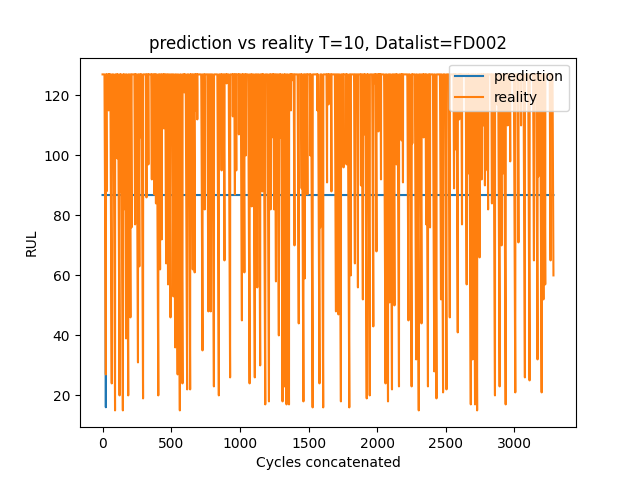 prediction vs reality T=10, Datalist=FD002
prediction
reality
120
100
80
60
40
20
RUL
0
500
1000
1500
2000
2500
3000
Cycles concatenated